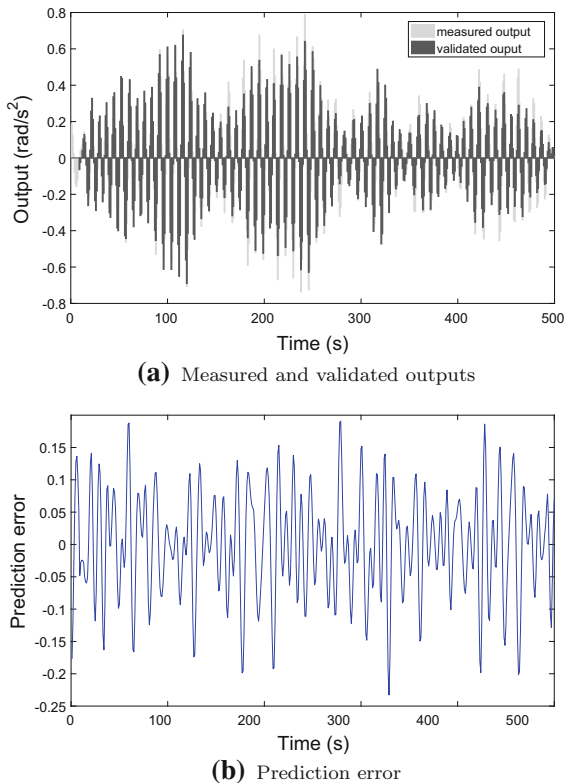 0.8
0.6
0.4
0.2
0
-0.2
-0.4
-0.6
-0.8
Output (rad/s²)
measured output
validated ouput
0 100 200 300 400 500
Time (s)
(a) Measured and validated outputs
0.15
0.1
0.05
0
-0.05
-0.1
-0.15
-0.2
-0.25
Prediction error
0 100 200 300 400 500
Time (s)
(b) Prediction error